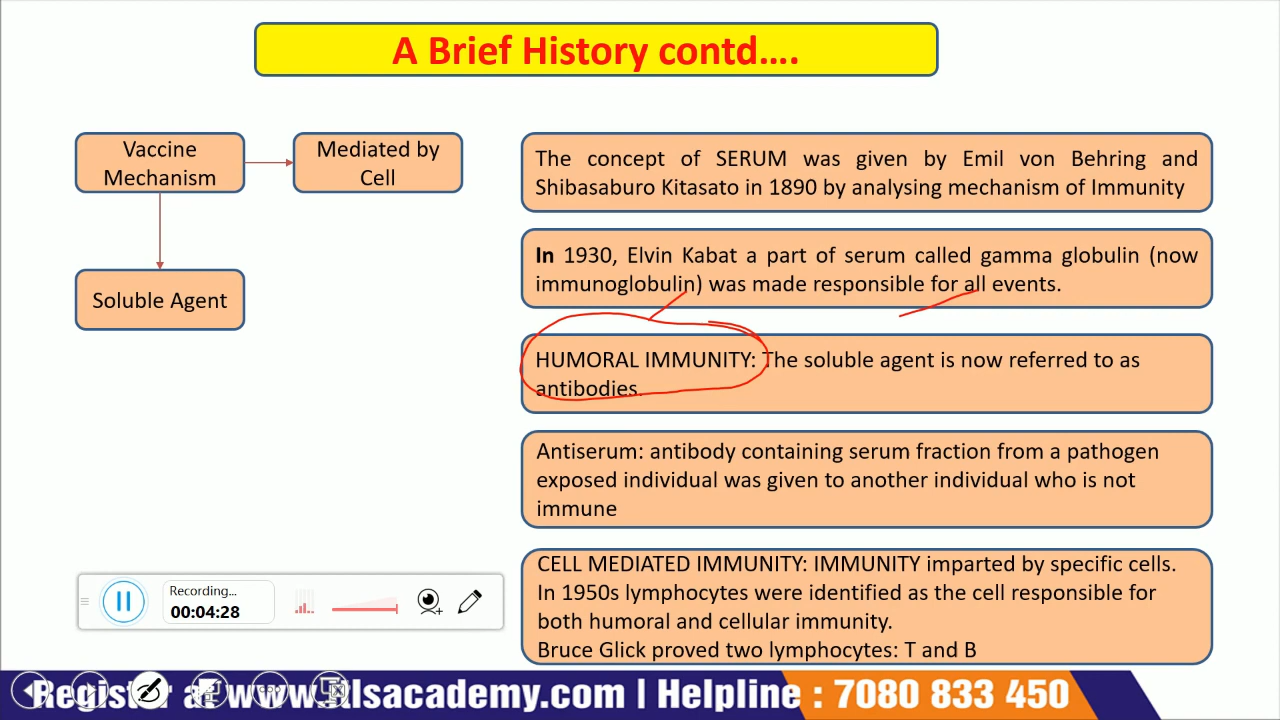 A Brief History contd....
Vaccine
Mechanism
Mediated by
Cell
Soluble Agent
The concept of SERUM was given by Emil von Behring and
Shibasaburo Kitasato in 1890 by analysing mechanism of Immunity
In 1930, Elvin Kabat a part of serum called gamma globulin (now
immunoglobulin) was made responsible for all events.
HUMORAL IMMUNITY: The soluble agent is now referred to as
antibodies.
Antiserum: antibody containing serum fraction from a pathogen
exposed individual was given to another individual who is not
immune
CELL MEDIATED IMMUNITY: IMMUNITY imparted by specific cells.
In 1950s lymphocytes were identified as the cell responsible for
both humoral and cellular immunity.
Bruce Glick proved two lymphocytes: T and B
Recording...
00:04:28
Register at www. ilsacademy.com | Helpline : 7080 833 450